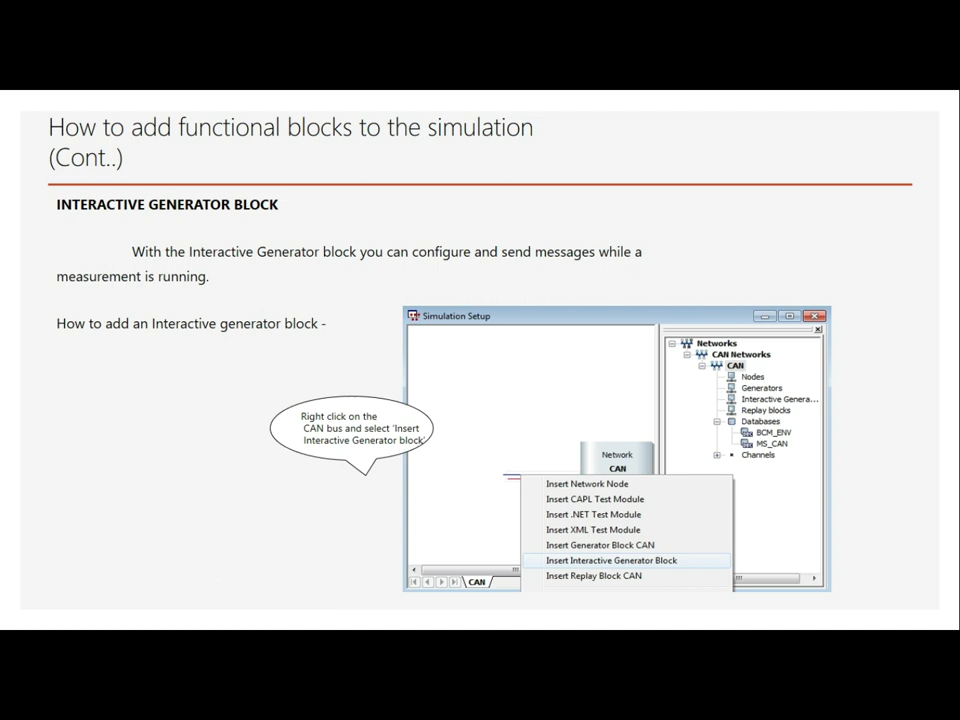 How to add functional blocks to the simulation
(Cont..)
INTERACTIVE GENERATOR BLOCK
With the Interactive Generator block you can configure and send messages while a
measurement is running.
How to add an Interactive generator block -
Right click on the
CAN bus and select 'Insert
Interactive Generator block'
Simulation Setup
Network
CAN
Insert Network Node
Insert CAPL Test Module
Insert .NET Test Module
Insert XML Test Module
Insert Generator Block CAN
Insert Interactive Generator Block
Insert Replay Block CAN
CAN
Networks
CAN Networks
CAN
Nodes
Generators
Interactive Genera...
Replay blocks
Databases
BCM_ENV
MS_CAN
Channels